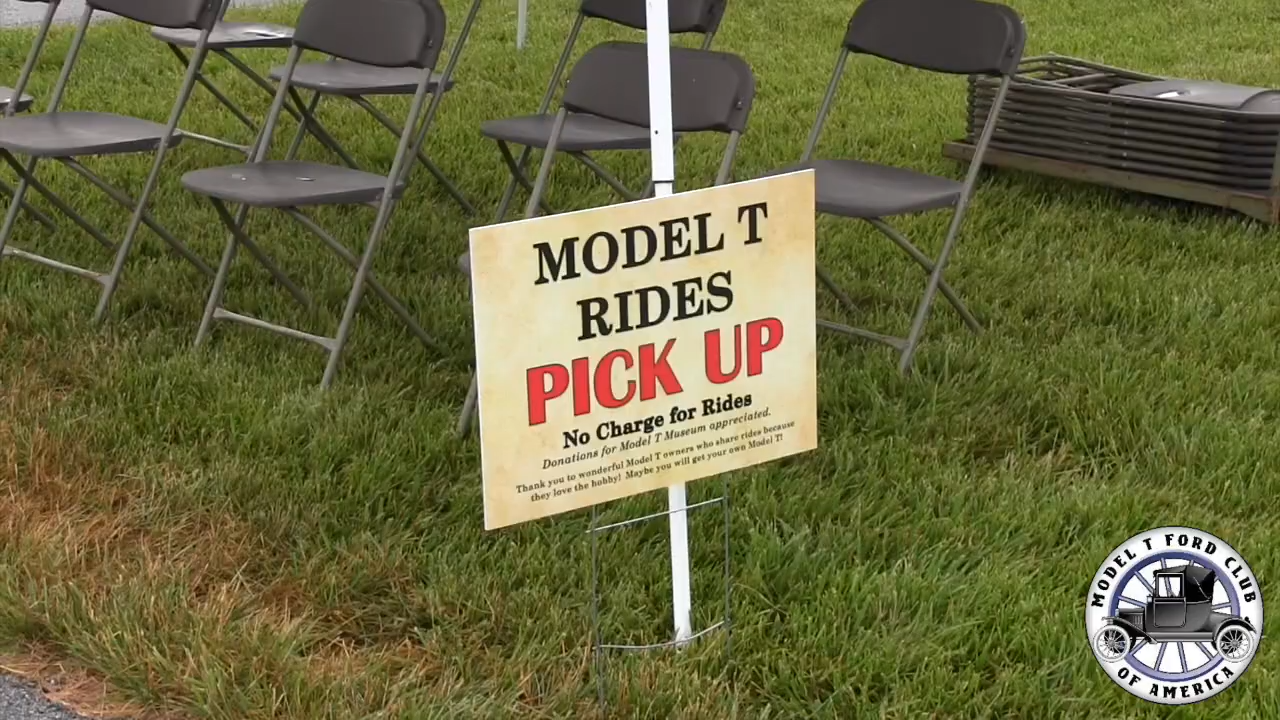 MODEL T
RIDES
PICK UP
No Charge for Rides
Donations for Model T Museum appreciated.
Thank you to wonderful Model T owners who share rides because
they love the hobby! Maybe you will get your own Model T!
MODEL T FORD CLUB
OF AMERICA